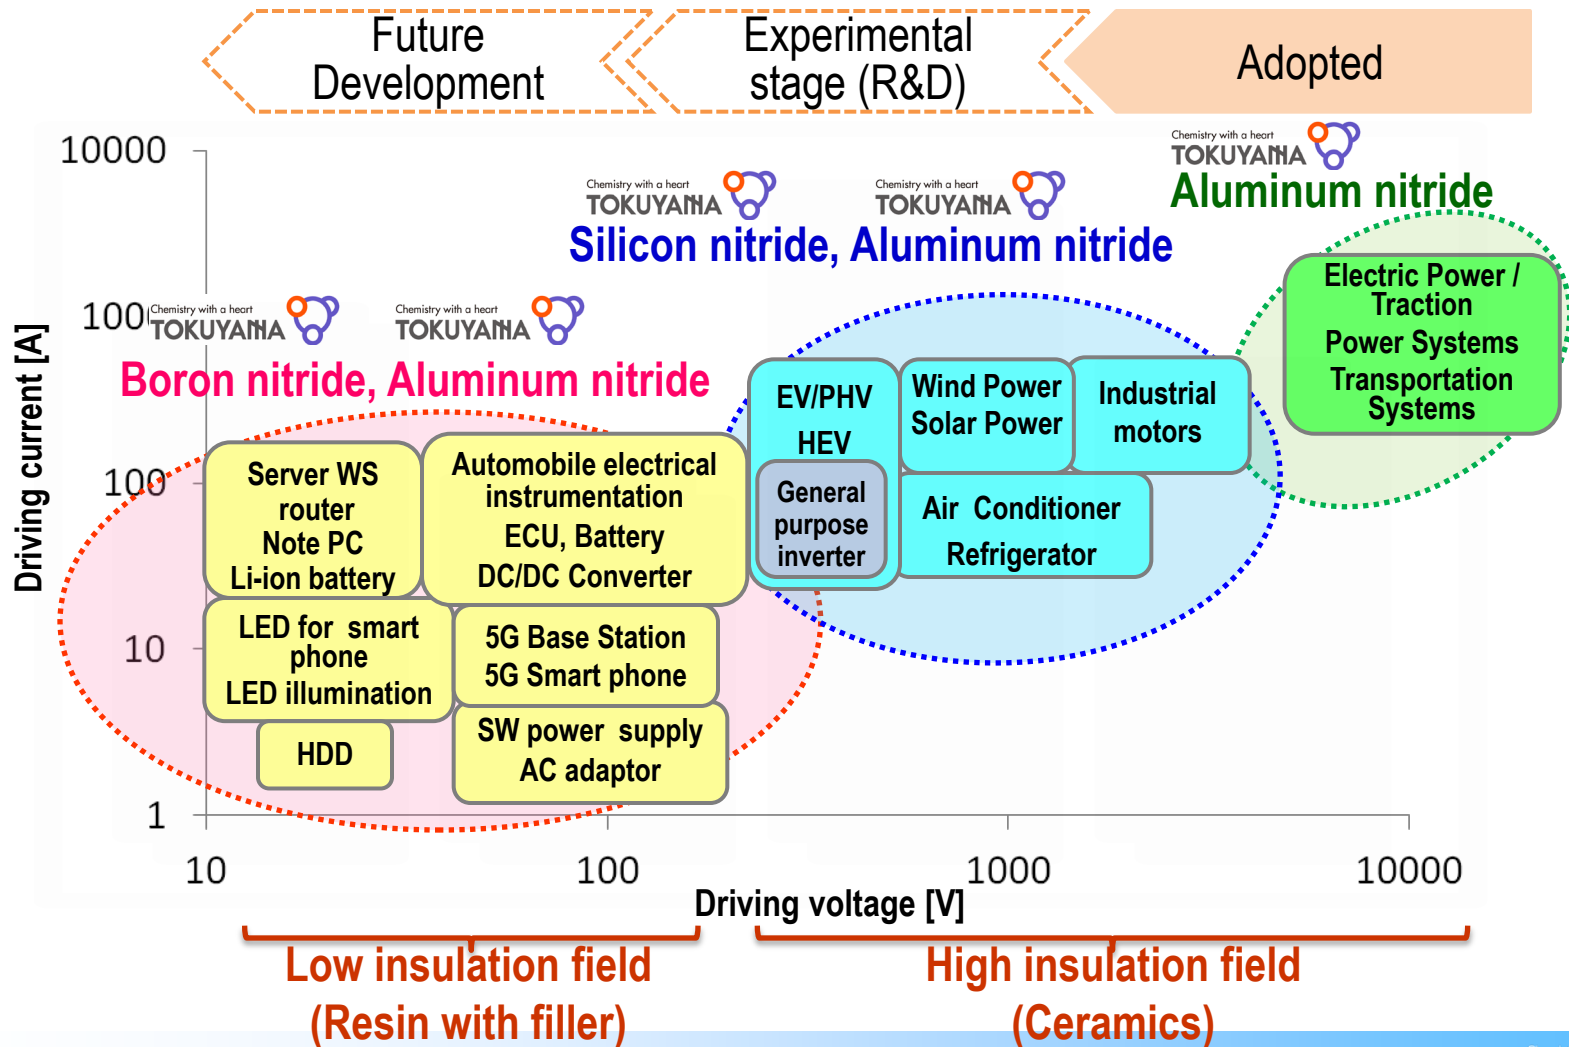 Future
Development
Experimental
stage (R&D)
Adopted
Chemistry with a heart
TOKUYAMA
Aluminum nitride
Chemistry with a heart
TOKUYAMA
Chemistry with a heart
TOKUYAMA
Silicon nitride, Aluminum nitride
Chemistry with a heart
TOKUYAMA
Chemistry with a heart
TOKUYAMA
Boron nitride, Aluminum nitride
Driving current [A]
10000
100
100
10
1
Electric Power /
Traction
Power Systems
Transportation
Systems
EV/PHV
HEV
General
purpose
inverter
Wind Power
Solar Power
Industrial
motors
Air Conditioner
Refrigerator
Server WS
router
Note PC
Li-ion battery
Automobile electrical
instrumentation
ECU, Battery
DC/DC Converter
LED for smart
phone
LED illumination
5G Base Station
5G Smart phone
HDD
SW power supply
AC adaptor
10
100
1000
10000
Driving voltage [V]
Low insulation field
(Resin with filler)
High insulation field
(Ceramics)